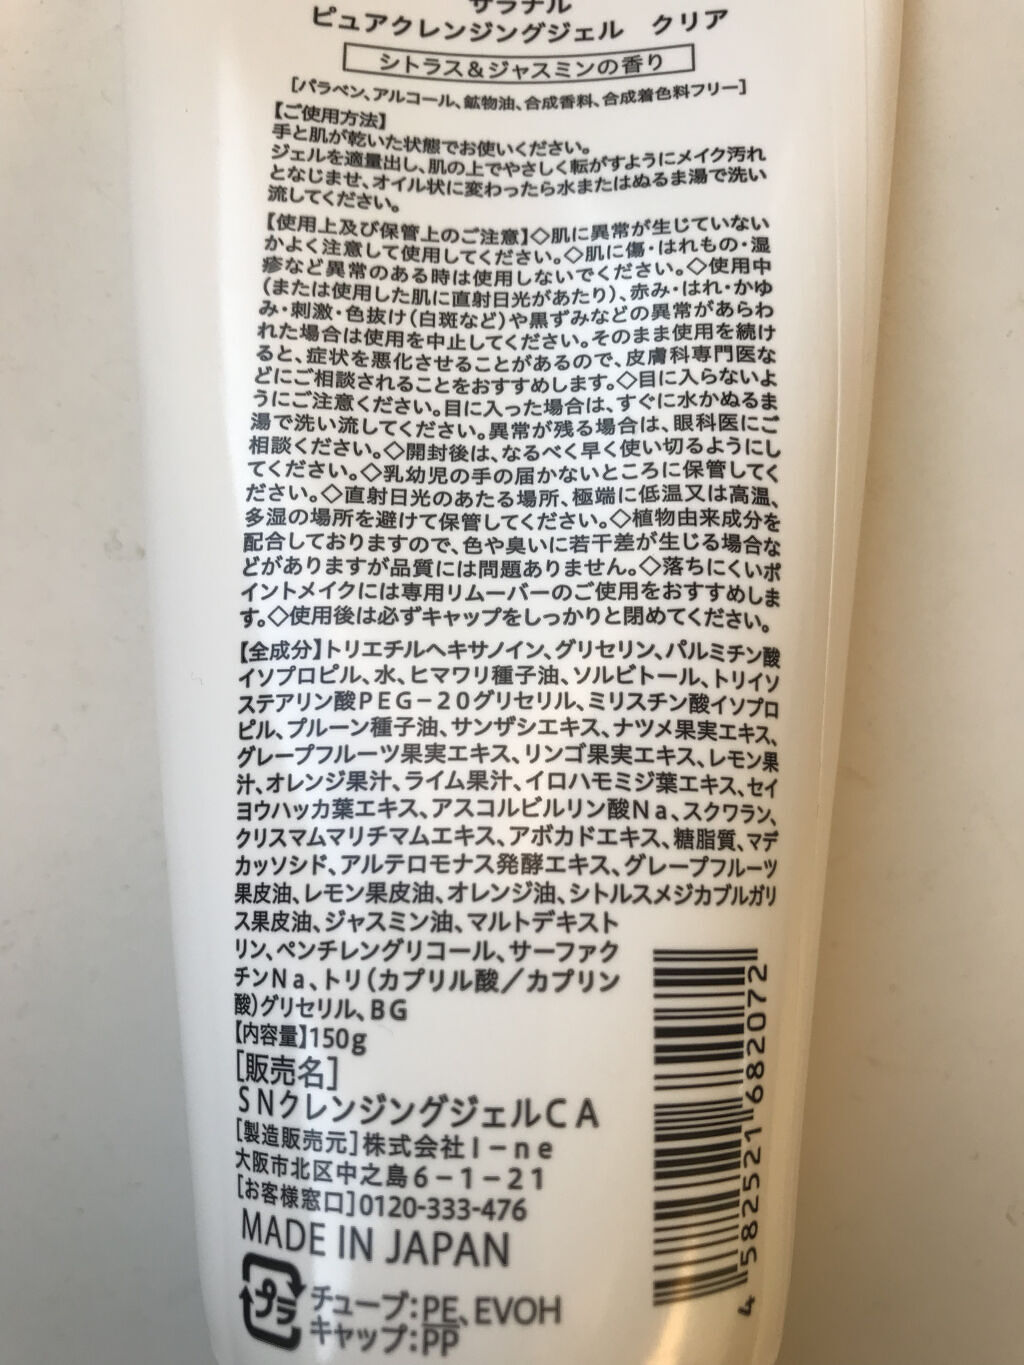 サラナル
ピュアクレンジングジェル クリア
シトラス&ジャスミンの香り
[パラベン、アルコール、鉱物油、合成香料、合成着色料フリー]
【ご使用方法】
手と肌が乾いた状態でお使いください。
ジェルを適量出し、肌の上でやさしく転がすようにメイク汚れ
となじませ、オイル状に変わったら水またはぬるま湯で洗い
流してください。
【使用上及び保管上のご注意】◇肌に異常が生じていない
かよく注意して使用してください。◇肌に傷・はれもの・湿
疹など異常のある時は使用しないでください。◇使用中
(または使用した肌に直射日光があたり)、赤み・はれ・かゆ
み・刺激・色抜け(白斑など)や黒ずみなどの異常があらわ
れた場合は使用を中止してください。そのまま使用を続け
ると、症状を悪化させることがあるので、皮膚科専門医な
どにご相談されることをおすすめします。◇目に入らないよ
うにご注意ください。目に入った場合は、すぐに水かぬるま
湯で洗い流してください。異常が残る場合は、眼科医にご
相談ください。◇開封後は、なるべく早く使い切るようにし
てください。◇乳幼児の手の届かないところに保管してく
ださい。◇直射日光のあたる場所、極端に低温又は高温、
多湿の場所を避けて保管してください。◇植物由来成分を
配合しておりますので、色や臭いに若干差が生じる場合な
どがありますが品質には問題ありません。◇落ちにくいポ
イントメイクには専用リムーバーのご使用をおすすめしま
す。◇使用後は必ずキャップをしっかりと閉めてください。
【全成分】トリエチルヘキサノイン、グリセリン、パルミチン酸
イソプロピル、水、ヒマワリ種子油、ソルビトール、トリイソ
ステアリン酸PEG-20グリセリル、ミリスチン酸イソプロ
ピル、プルーン種子油、サンザシエキス、ナツメ果実エキス、
グレープフルーツ果実エキス、リンゴ果実エキス、レモン果
汁、オレンジ果汁、ライム果汁、イロハモミジ葉エキス、セイ
ヨウハッカ葉エキス、アスコルビルリン酸Na、スクワラン、
クリスマムマリチマムエキス、アボカドエキス、糖脂質、マデ
カッソシド、アルテロモナス発酵エキス、グレープフルーツ
果皮油、レモン果皮油、オレンジ油、シトルスメジカブルガリ
ス果皮油、ジャスミン油、マルトデキスト
リン、ペンチレングリコール、サーファク
チンNa、トリ(カプリル酸/カプリン
酸)グリセリル、BG
【内容量】150g
[販売名]
SNクレンジングジェルCA
[製造販売元]株式会社I-ne
大阪市北区中之島6-1-21
[お客様窓口]0120-333-476
MADE IN JAPAN
プラ
チューブ:PE、EVOH
キャップ:PP
4 582521 682072